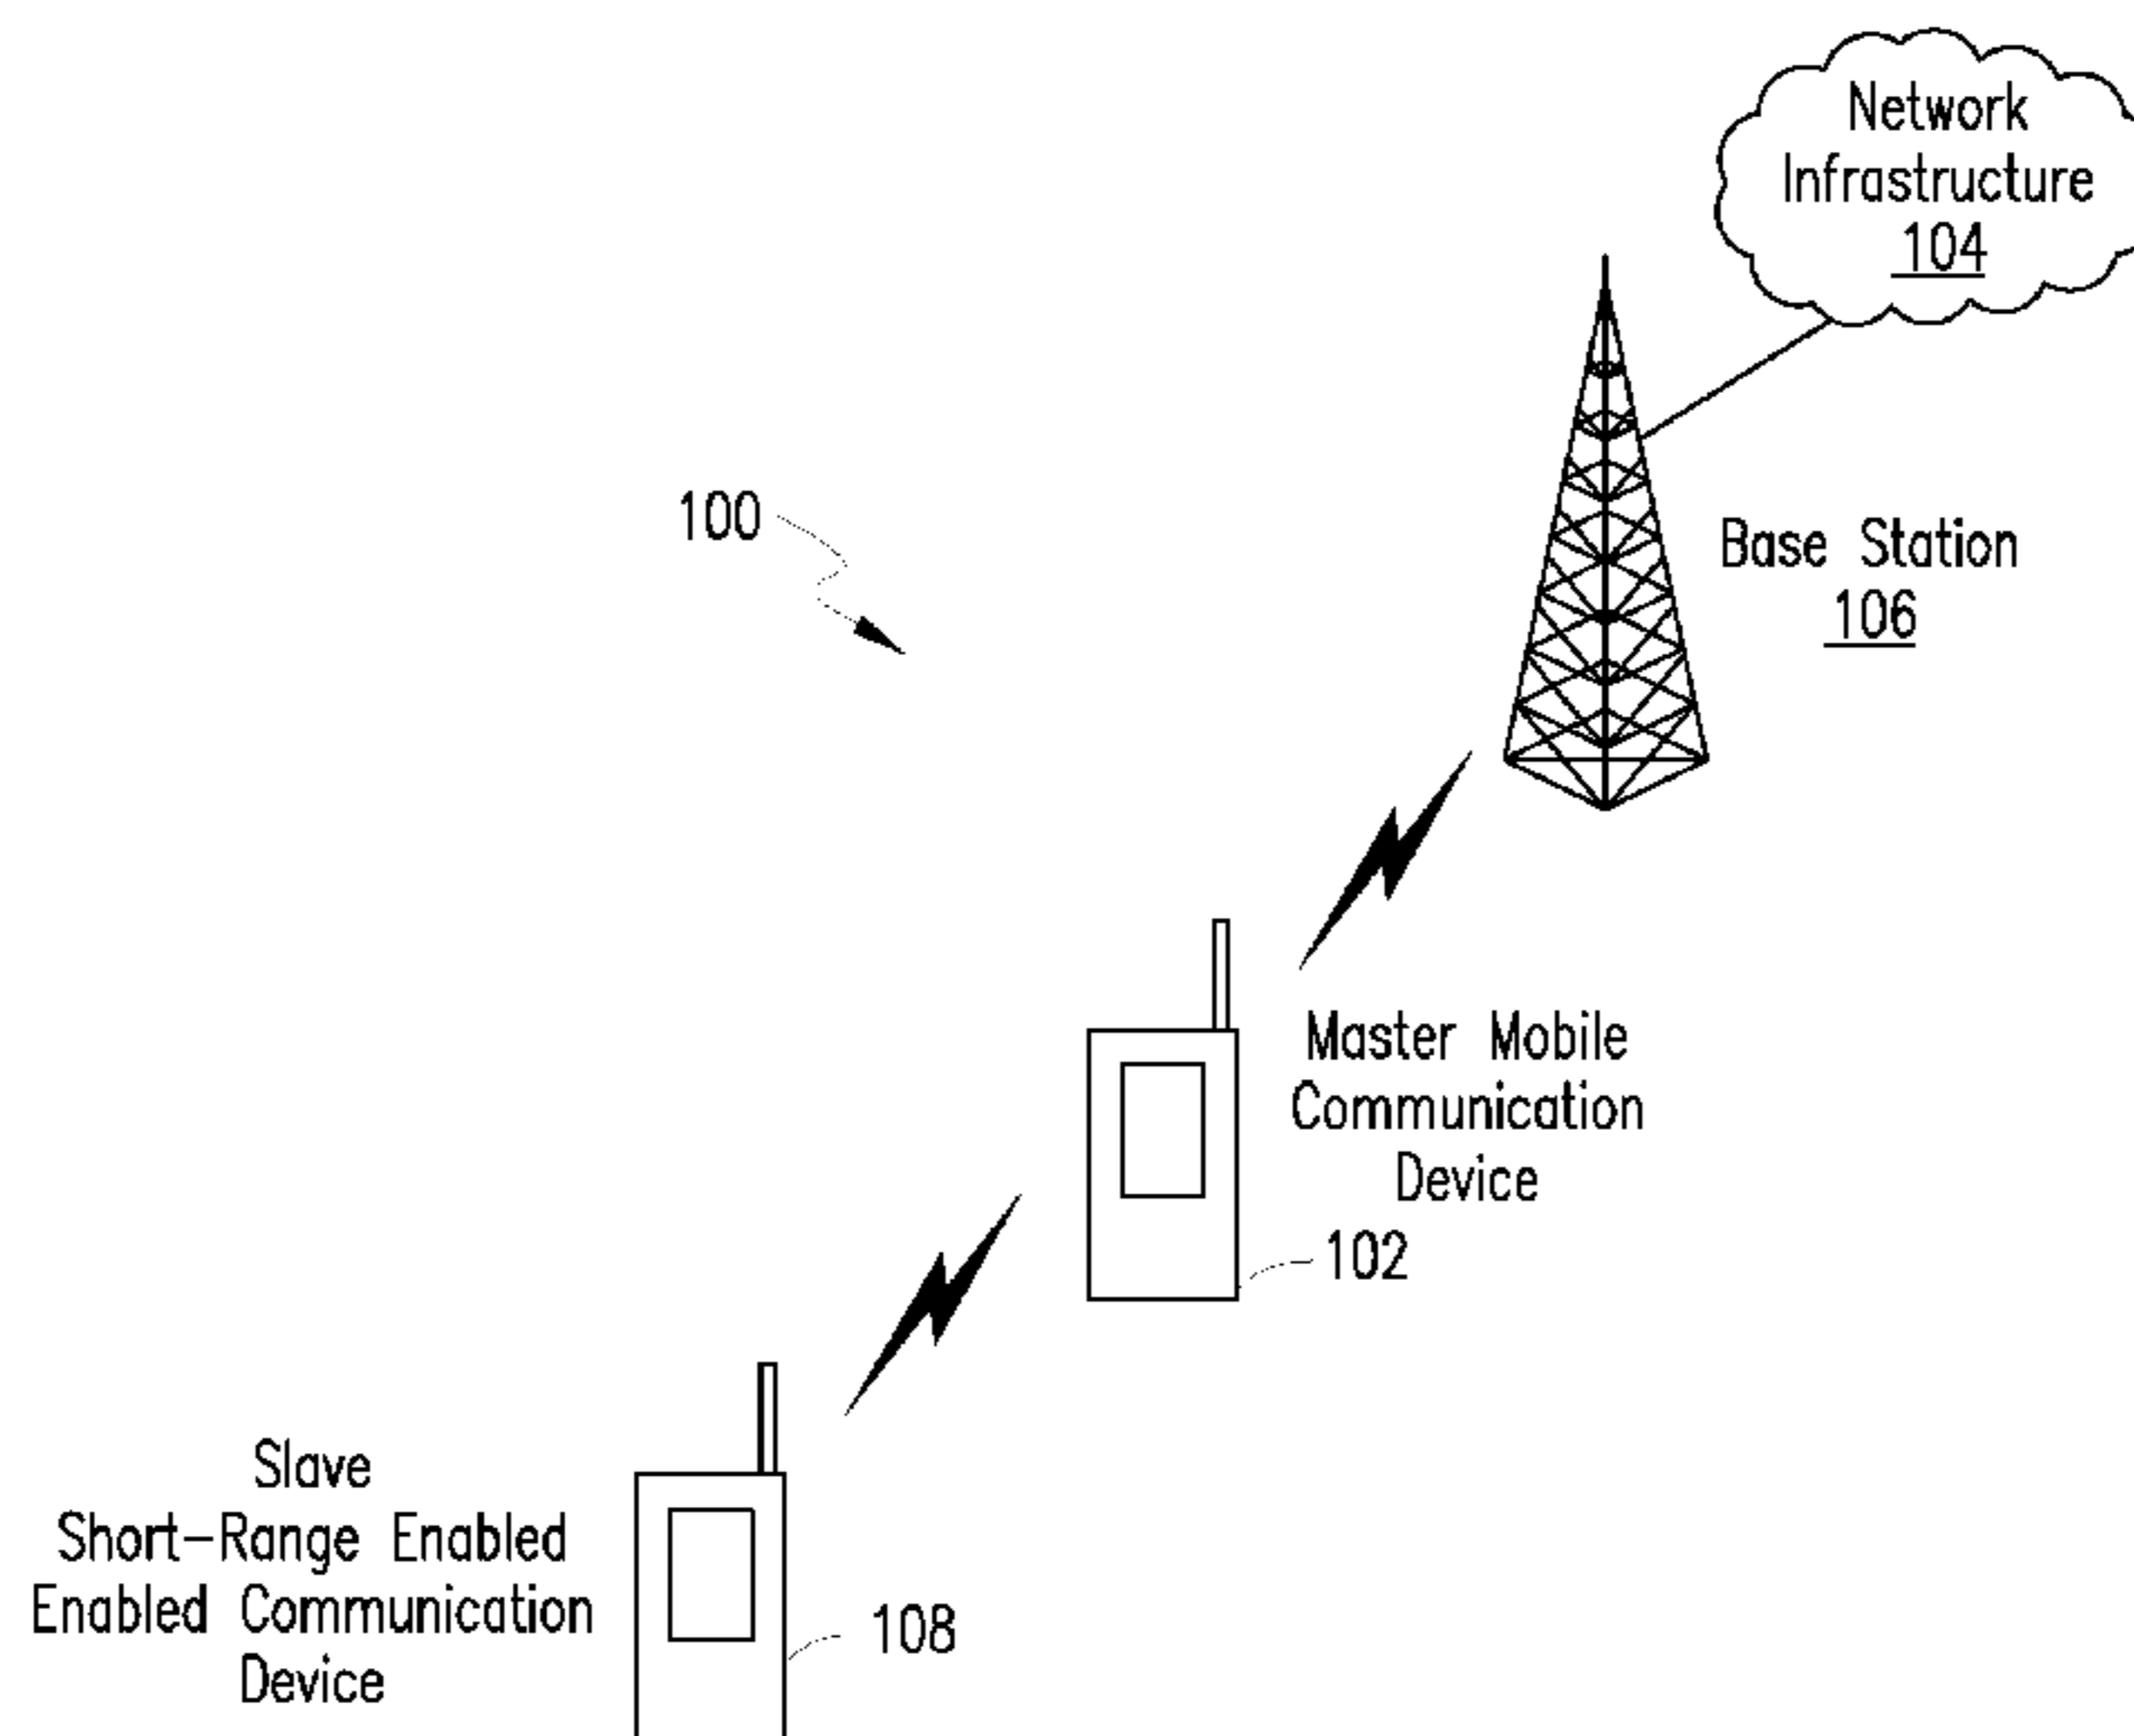 Network
Infrastructure
104
100
Base Station
106
Master Mobile
Communication
Device
102
Slave
Short-Range Enabled
Enabled Communication
Device
108